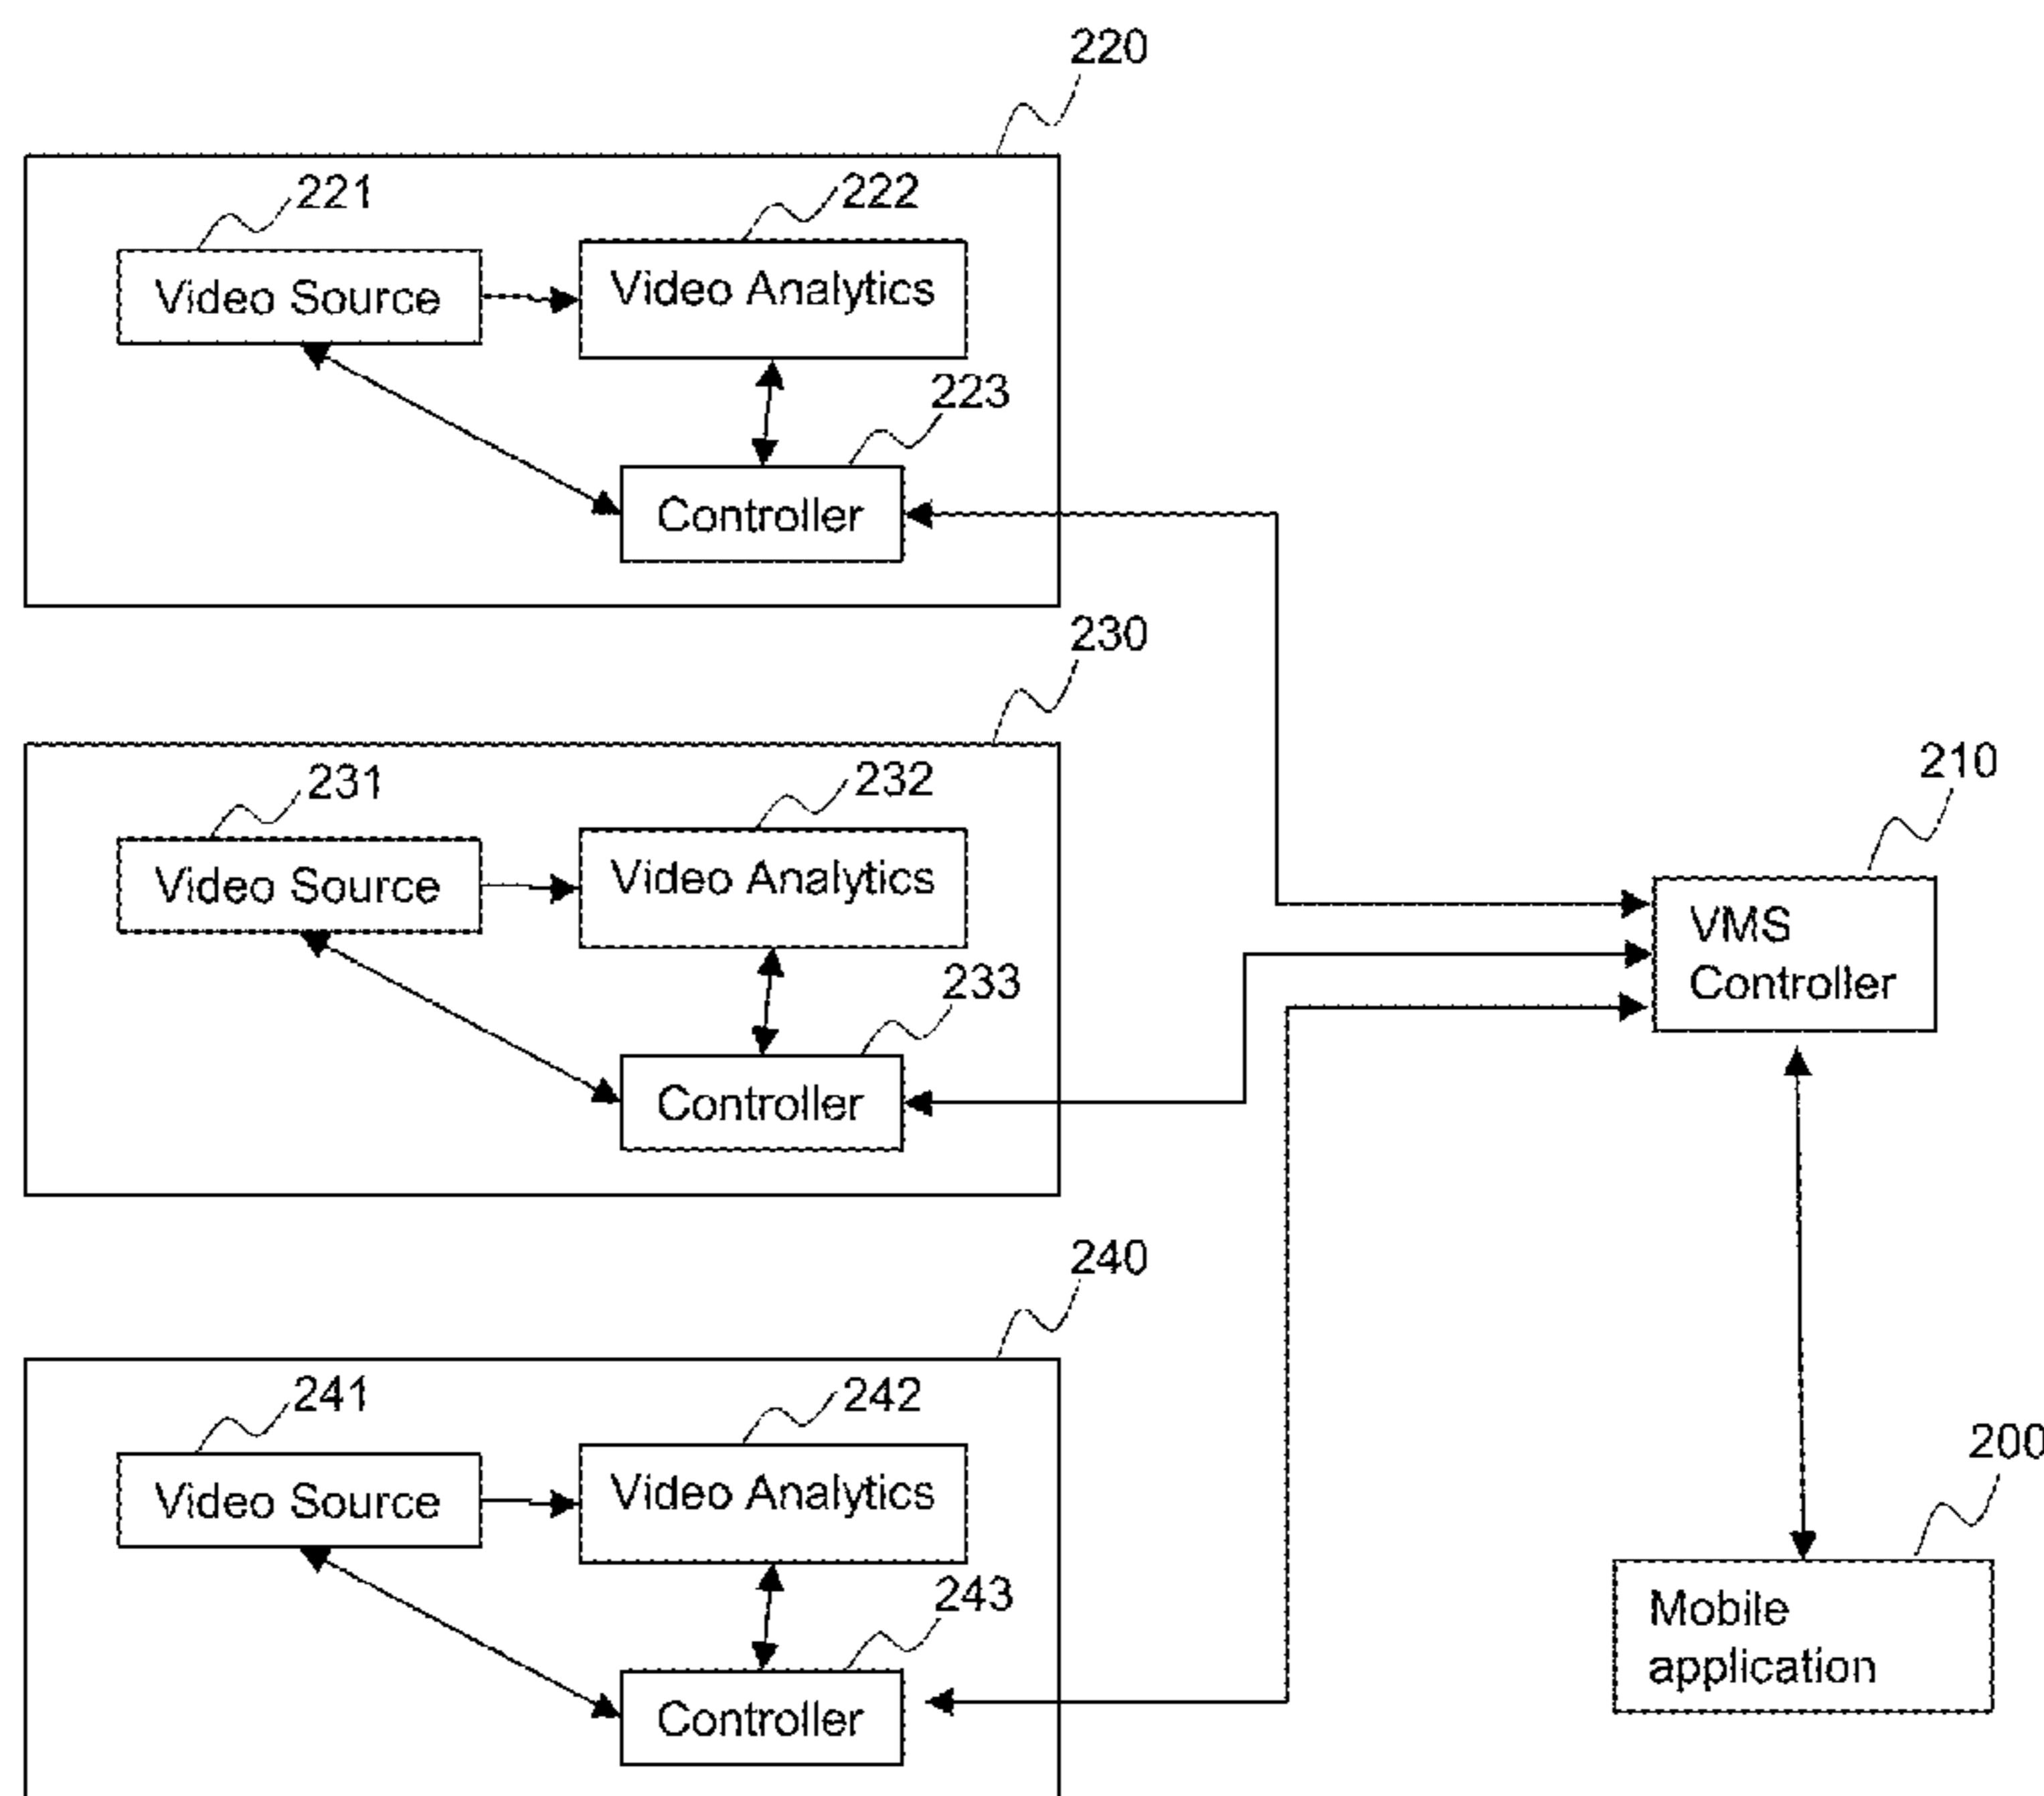 220
221
222
Video Source
Video Analytics
223
Controller
230
231
232
Video Source
Video Analytics
233
Controller
210
VMS
Controller
240
241
242
Video Source
Video Analytics
243
Controller
200
Mobile
application